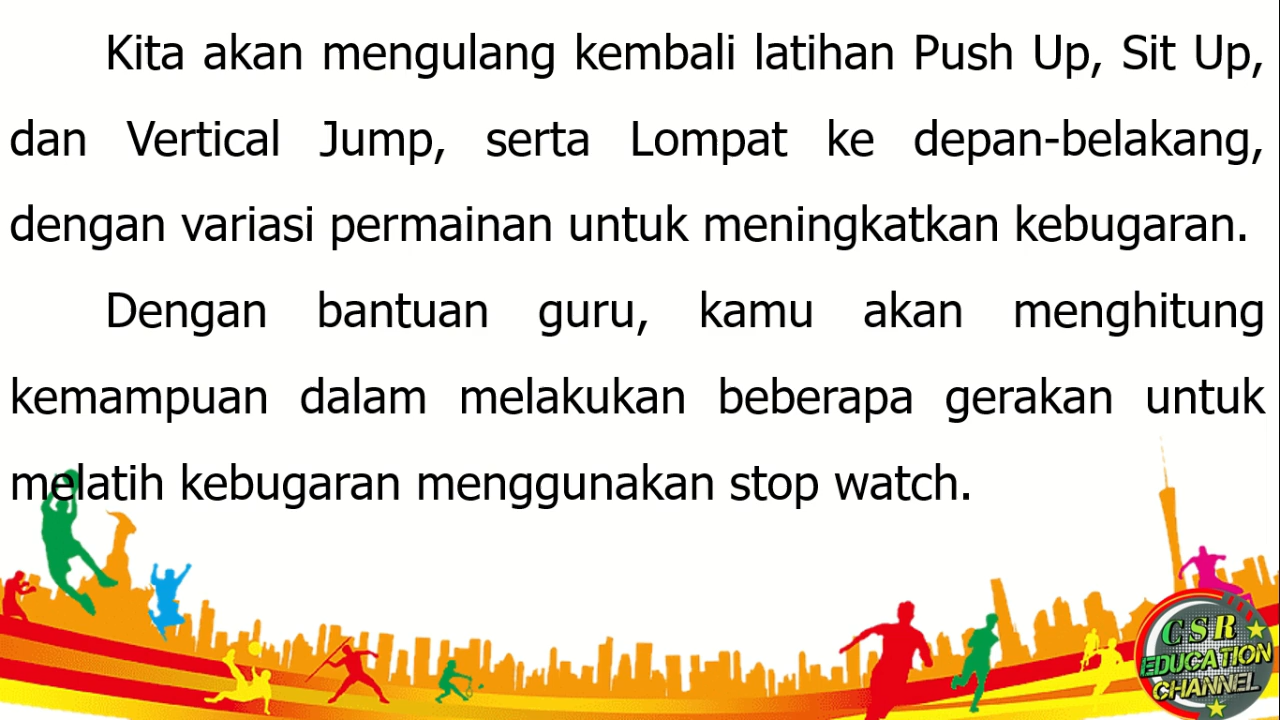 Kita akan mengulang kembali latihan Push Up, Sit Up,
dan Vertical Jump, serta Lompat ke depan-belakang,
dengan variasi permainan untuk meningkatkan kebugaran.
Dengan bantuan guru, kamu akan menghitung
kemampuan dalam melakukan beberapa gerakan untuk
melatih kebugaran menggunakan stop watch.
CSR
EDUCATION
CHANNEL